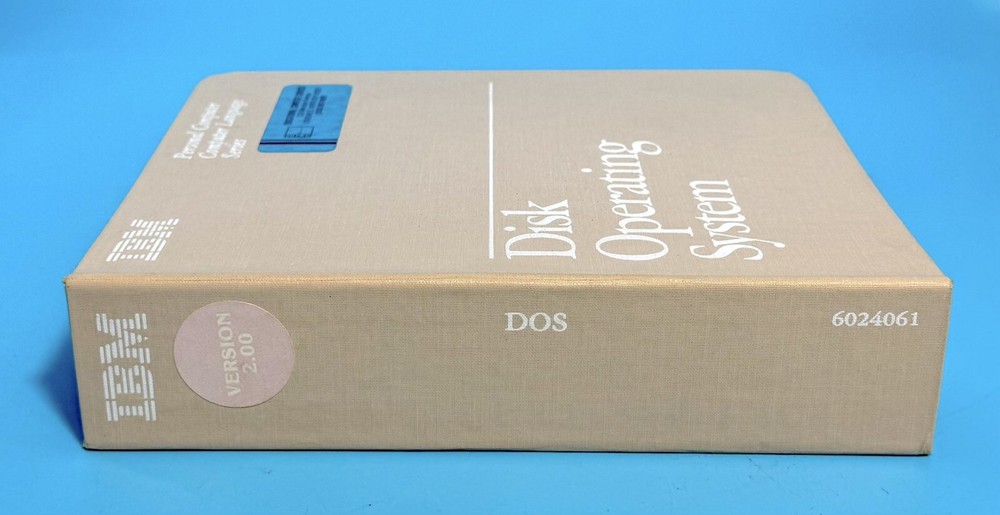 Personal Computer
Computer Language
Series
IBM
Disk
Operating
System
IBM
VERSION
2.00
DOS
6024061